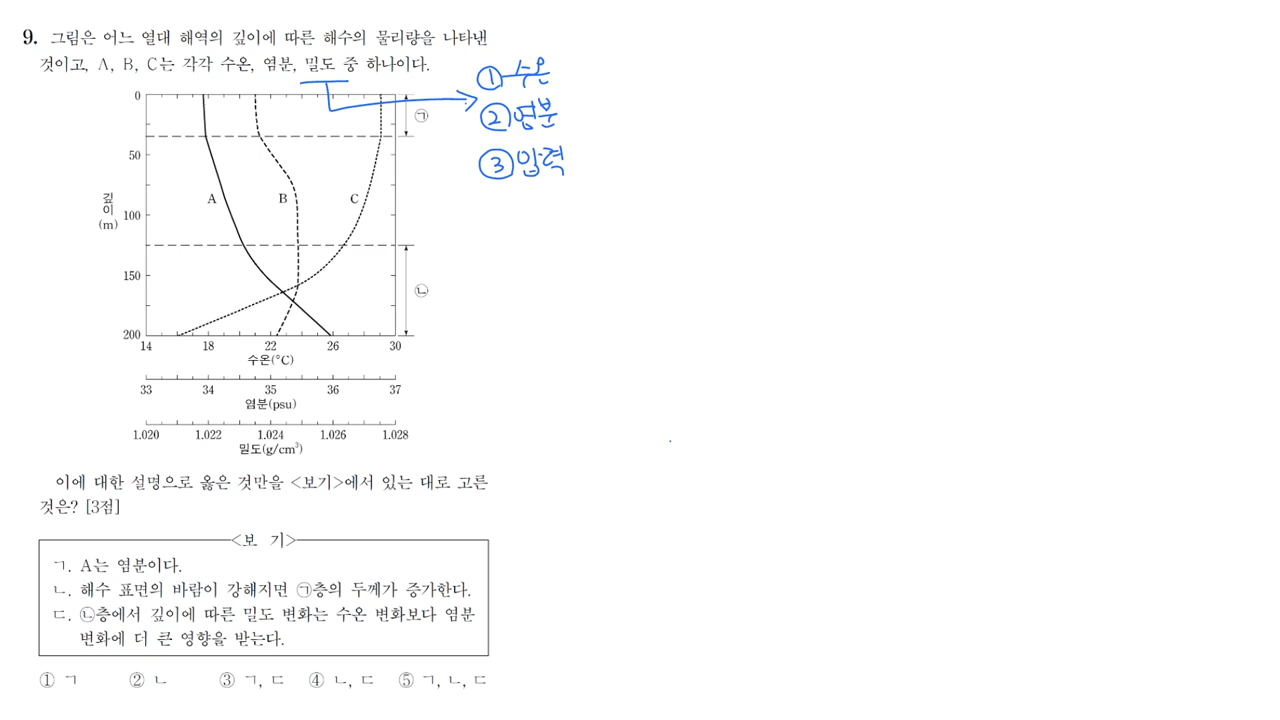 9. 그림은 어느 열대 해역의 깊이에 따른 해수의 물리량을 나타낸
것이고, A, B, C는 각각 수온, 염분, 밀도 중 하나이다.
① 수온
② 염분
③ 압력
0
50
100
150
200
깊이
(m)
A
B
C
㉠
㉡
14 18 22 26 30
수온(°C)
33 34 35 36 37
염분(psu)
1.020 1.022 1.024 1.026 1.028
밀도(g/cm³)
이에 대한 설명으로 옳은 것만을 <보기>에서 있는 대로 고른
것은? [3점]
<보 기>
ㄱ. A는 염분이다.
ㄴ. 해수 표면의 바람이 강해지면 ㉠층의 두께가 증가한다.
ㄷ. ㉡층에서 깊이에 따른 밀도 변화는 수온 변화보다 염분
변화에 더 큰 영향을 받는다.
① ㄱ ② ㄴ ③ ㄱ, ㄷ ④ ㄴ, ㄷ ⑤ ㄱ, ㄴ, ㄷ